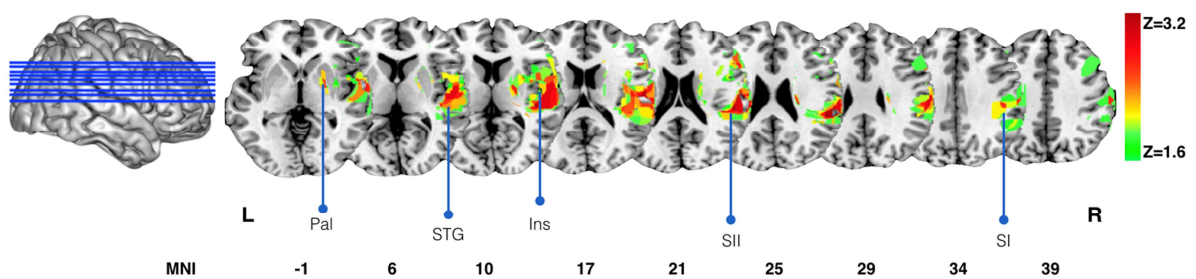 Z=3.2
Z=1.6
L
R
Pal
STG
Ins
SII
SI
MNI -1 6 10 17 21 25 29 34 39